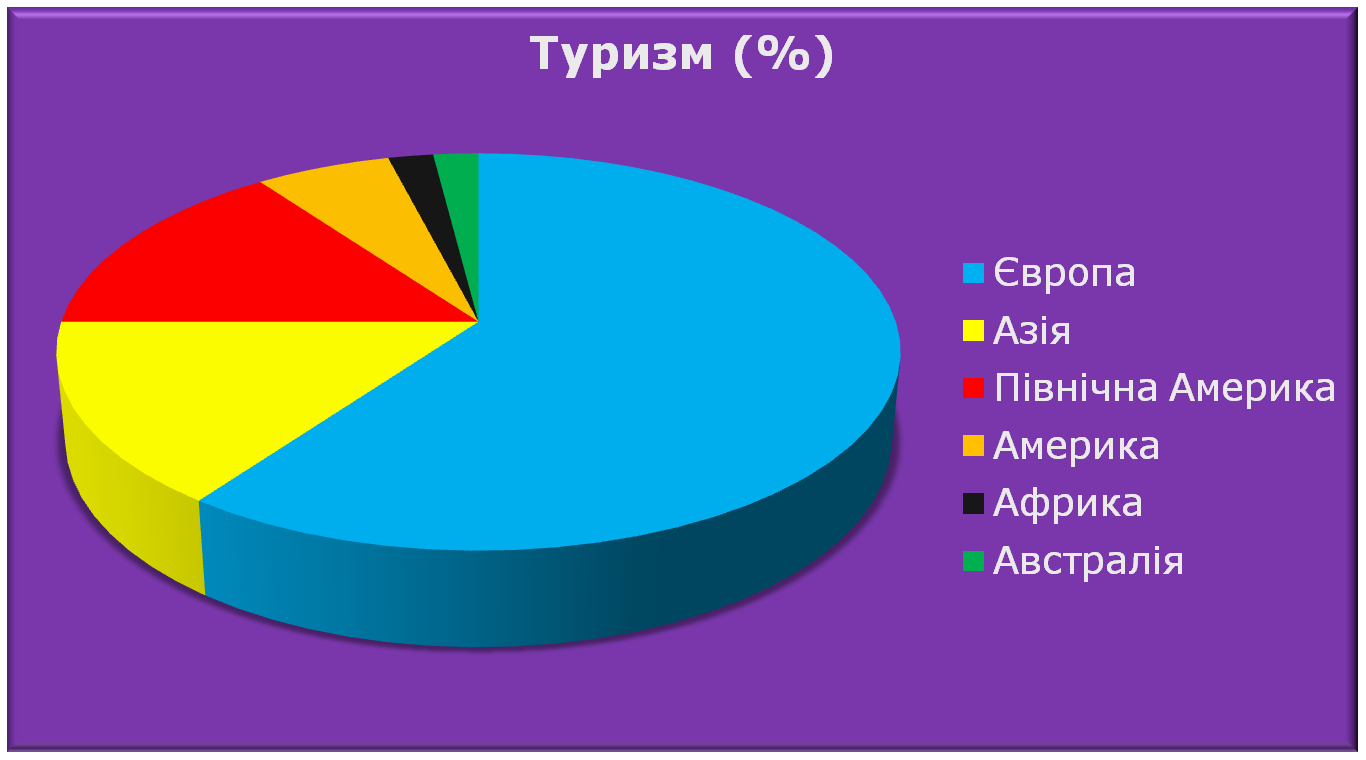 Туризм (%)
Європа
Азія
Північна Америка
Америка
Африка
Австралія